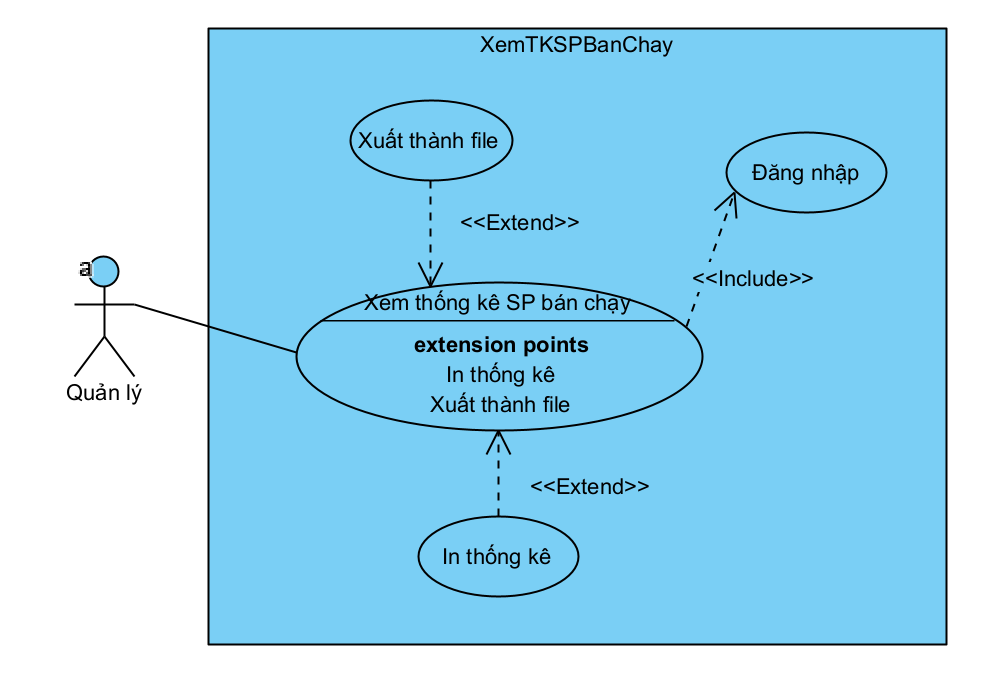 XemTKSPBanChay
Xuất thành file
Đăng nhập
<<Extend>>
a
<<Include>>
Xem thống kê SP bán chạy
extension points
In thống kê
Xuất thành file
Quản lý
<<Extend>>
In thống kê